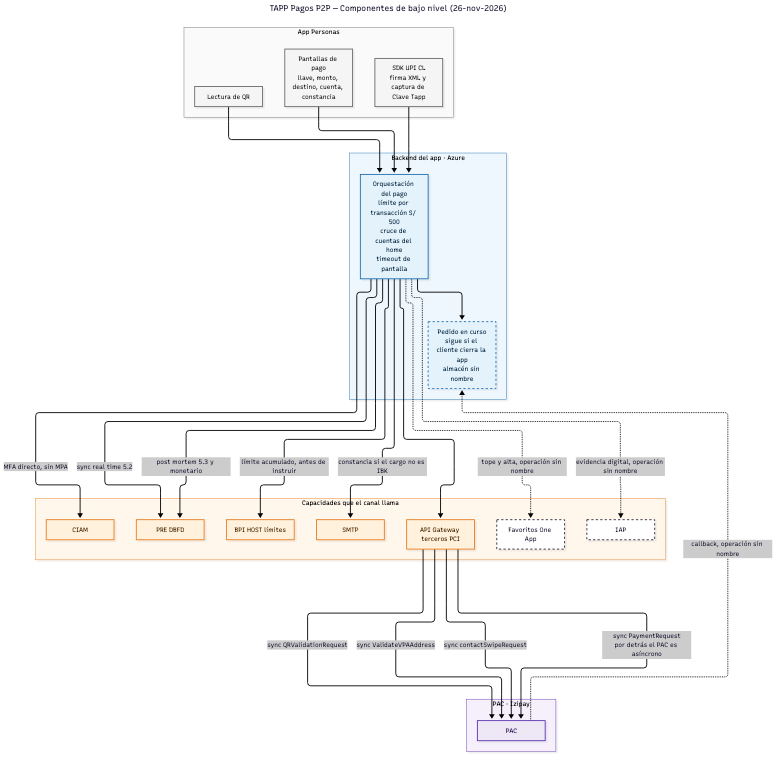 TAPP Pagos P2P — Componentes de bajo nivel (26-nov-2026)
App Personas
Lectura de QR
Pantallas de
pago
llave, monto,
destino, cuenta,
constancia
SDK UPI CL
firma XML y
captura de
Clave Tapp
Backend del app - Azure
Orquestación
del pago
límite por
transacción S/
500
cruce de
cuentas del
home
timeout de
pantalla
Pedido en curso
sigue si el
cliente cierra la
app
almacén sin
nombre
MFA directo, sin MPA
sync real time 5.2
post mortem 5.3 y
monetario
límite acumulado, antes de
instruir
constancia si el cargo no es
IBK
tope y alta, operación sin
nombre
evidencia digital, operación
sin nombre
Capacidades que el canal llama
CIAM
PRE DBFD
BPI HOST límites
SMTP
API Gateway
terceros PCI
Favoritos One
App
IAP
callback, operación sin
nombre
sync QRValidationRequest
sync ValidateVPAAddress
sync contactSwipeRequest
sync PaymentRequest
por detrás el PAC es
asíncrono
PAC - Izipay
PAC